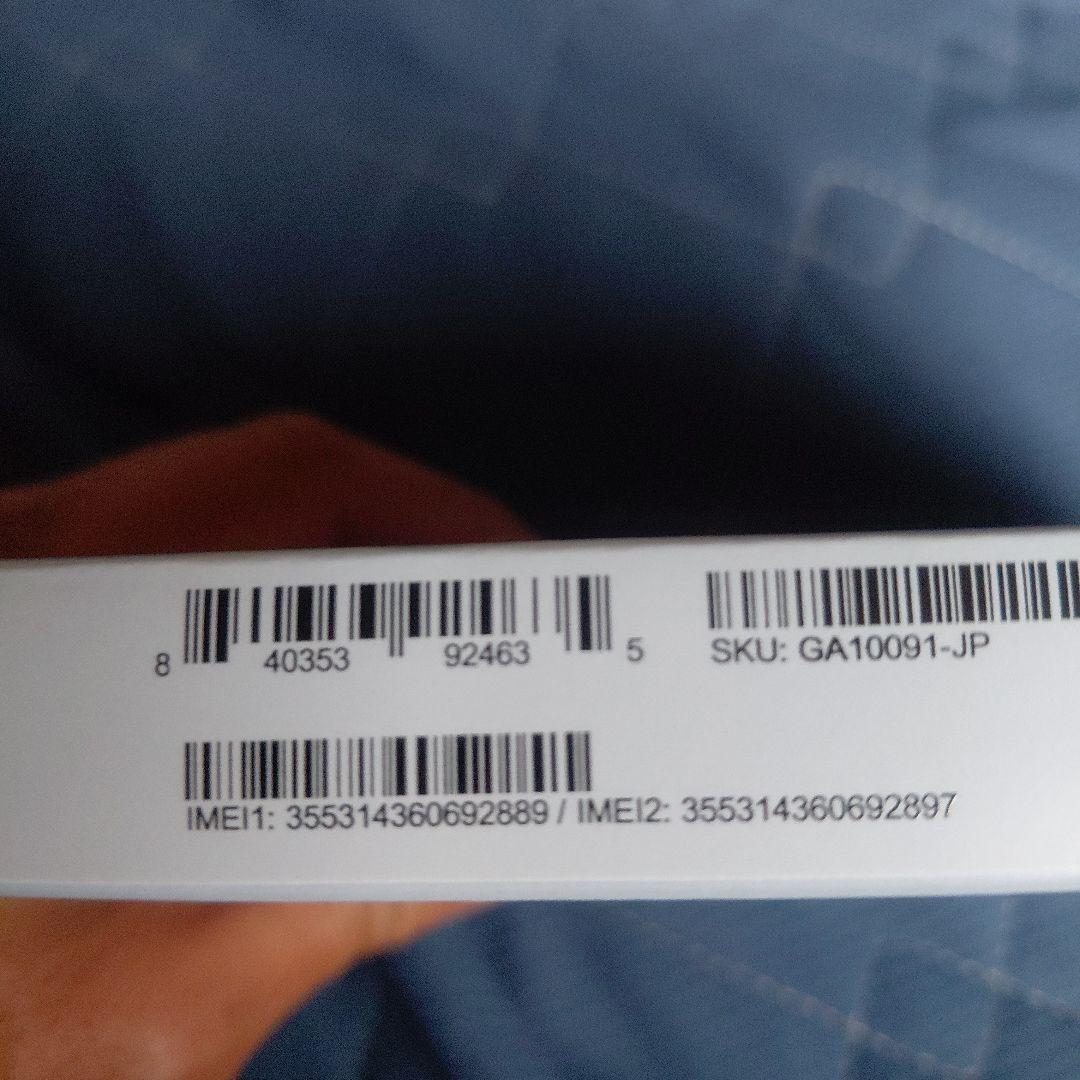 8 40353 92463 5
SKU: GA10091-JP
IMEI1: 355314360692889 / IMEI2: 355314360692897